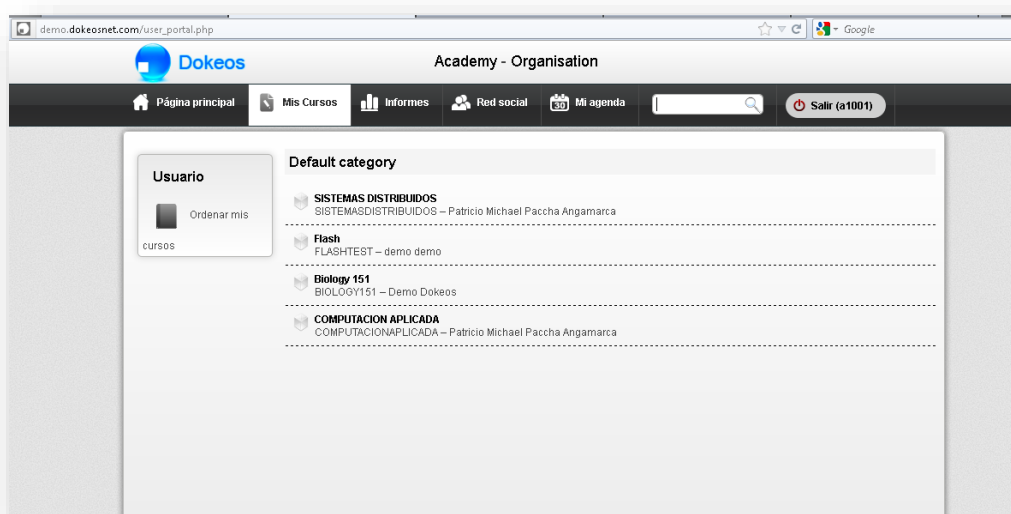 demo.dokeosnet.com/user_portal.php
Google
Dokeos
Academy - Organisation
Página principal
Mis Cursos
Informes
Red social
30
Mi agenda
Salir (a1001)
Usuario
Ordenar mis
cursos
Default category
SISTEMAS DISTRIBUIDOS
SISTEMASDISTRIBUIDOS – Patricio Michael Paccha Angamarca
Flash
FLASHTEST – demo demo
Biology 151
BIOLOGY151 – Demo Dokeos
COMPUTACION APLICADA
COMPUTACIONAPLICADA – Patricio Michael Paccha Angamarca